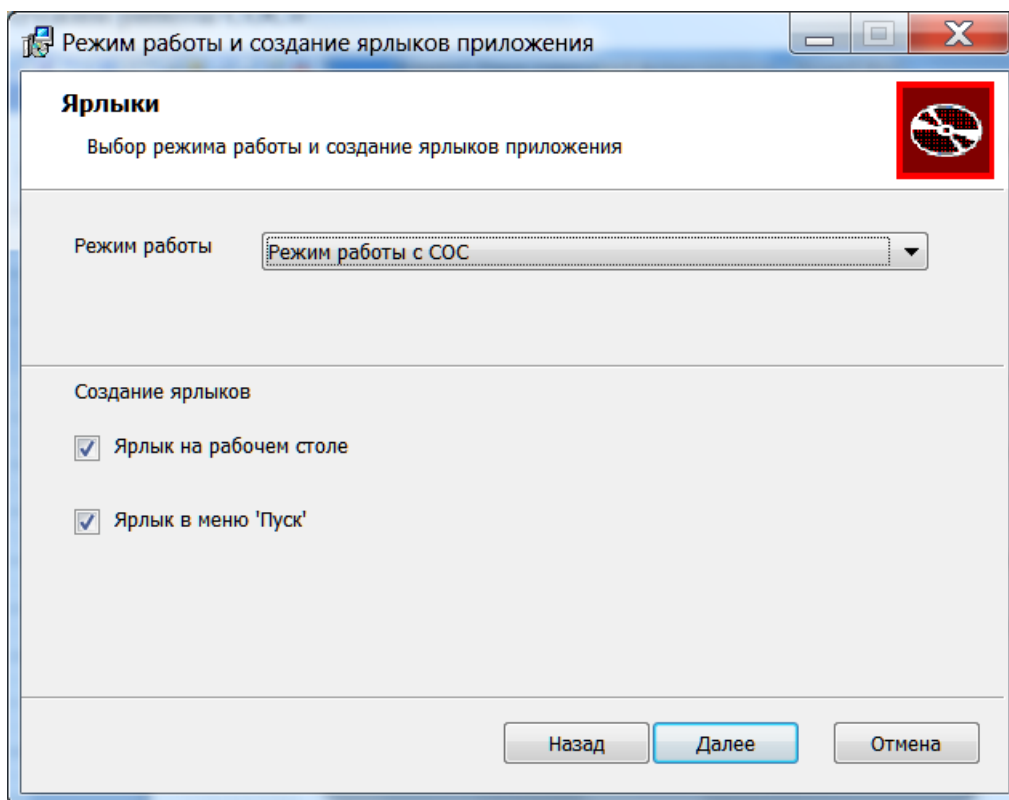 Режим работы и создание ярлыков приложения
Ярлыки
Выбор режима работы и создание ярлыков приложения
Режим работы
Режим работы с СОС
Создание ярлыков
Ярлык на рабочем столе
Ярлык в меню 'Пуск'
Назад
Далее
Отмена